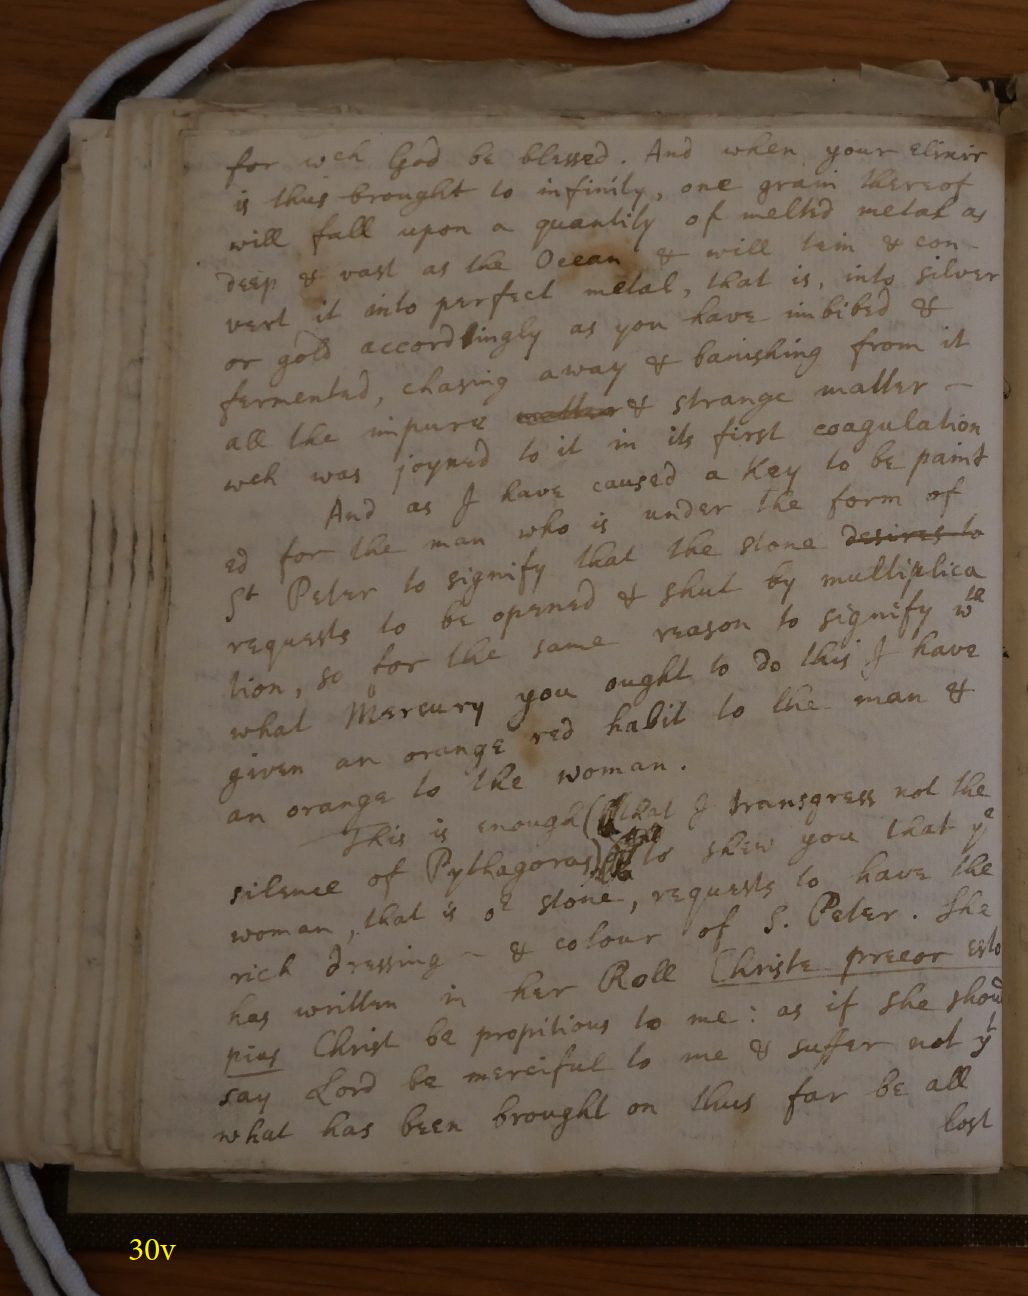 for wch God be blessed. And when your elixir
is thus brought to infinity, one grain thereof
will fall upon a quantity of melted metal as
deep & vast as the Ocean & will tein & con-
vert it into perfect metal, that is, into silver
or gold accordingly as you have imbibed &
fermented, chasing away & banishing from it
all the impure matter & strange matter –
wch was joyned to it in its first coagulation
And as I have caused a Key to be paint
ed for the man who is under the form of
St Peter to signify that the stone desires to
requests to be opened & shut by multiplica
tion, so for the same reason to signify wth
what Mercury you ought to do this I have
given an orange red habit to the man &
an orange to the woman.
This is enough (that I transgress not the
silence of Pythagoras) to shew you that ye
woman, that is oe stone, requests to have the
rich dressing – & colour of S. Peter. She
has written in her Roll Christe precor esto
pius Christ be propitious to me: as if she shoud
say Lord be merciful to me & suffer not yt
what has been brought on thus far be all
lost
30v